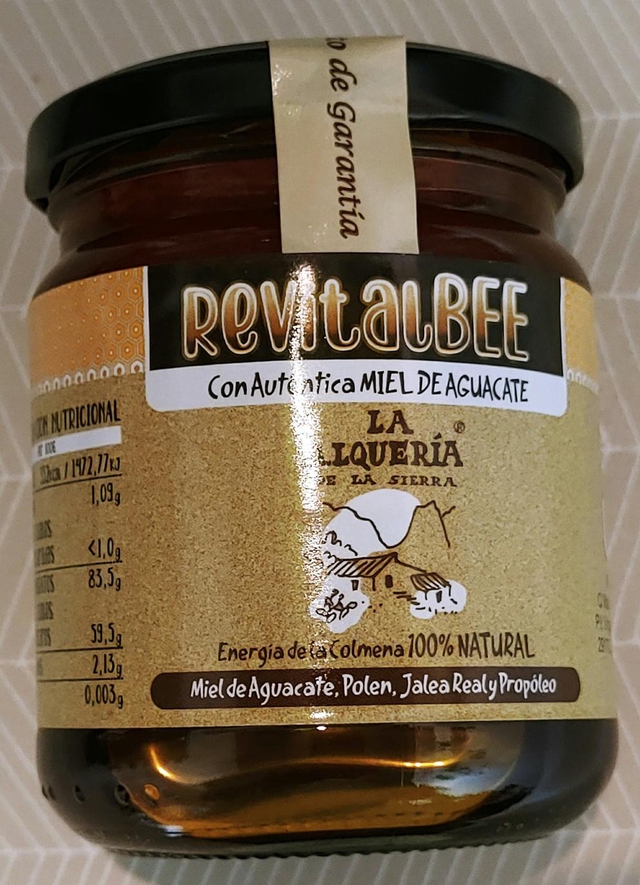 de Garantía
RevitalBEE
Con Auténtica MIEL DE AGUACATE
LA
ALQUERÍA®
DE LA SIERRA
Energía de la Colmena 100% NATURAL
Miel de Aguacate, Polen, Jalea Real y Propóleo
NUTRICIONAL
/ 1472,77kJ
1,09g
<1,0g
83,5g
59,5g
2,13g
0,003g